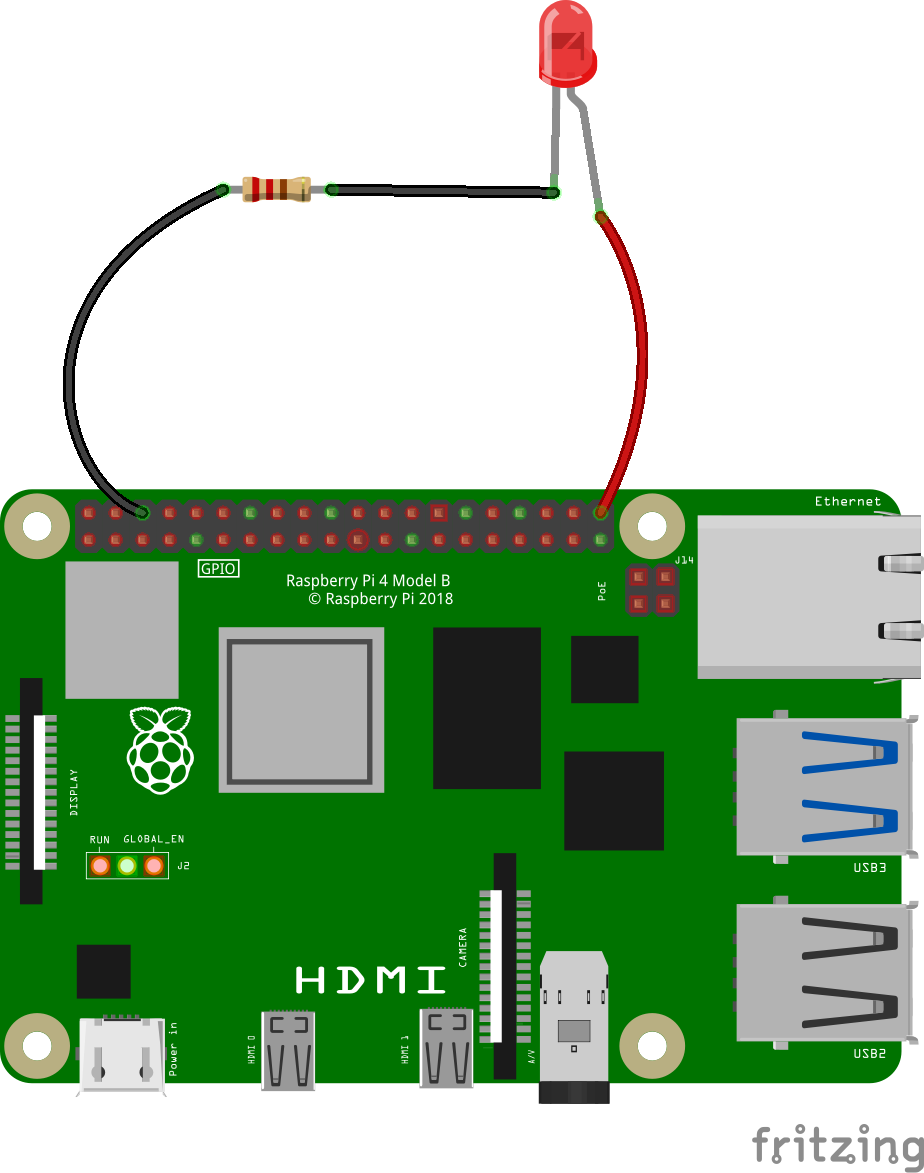 Ethernet
J14
GPIO
PoE
Raspberry Pi 4 Model B
© Raspberry Pi 2018
DISPLAY
RUN
GLOBAL_EN
J2
USB3
CAMERA
HDMI
Power in
HDMI 0
HDMI 1
A/V
USB2
fritzing